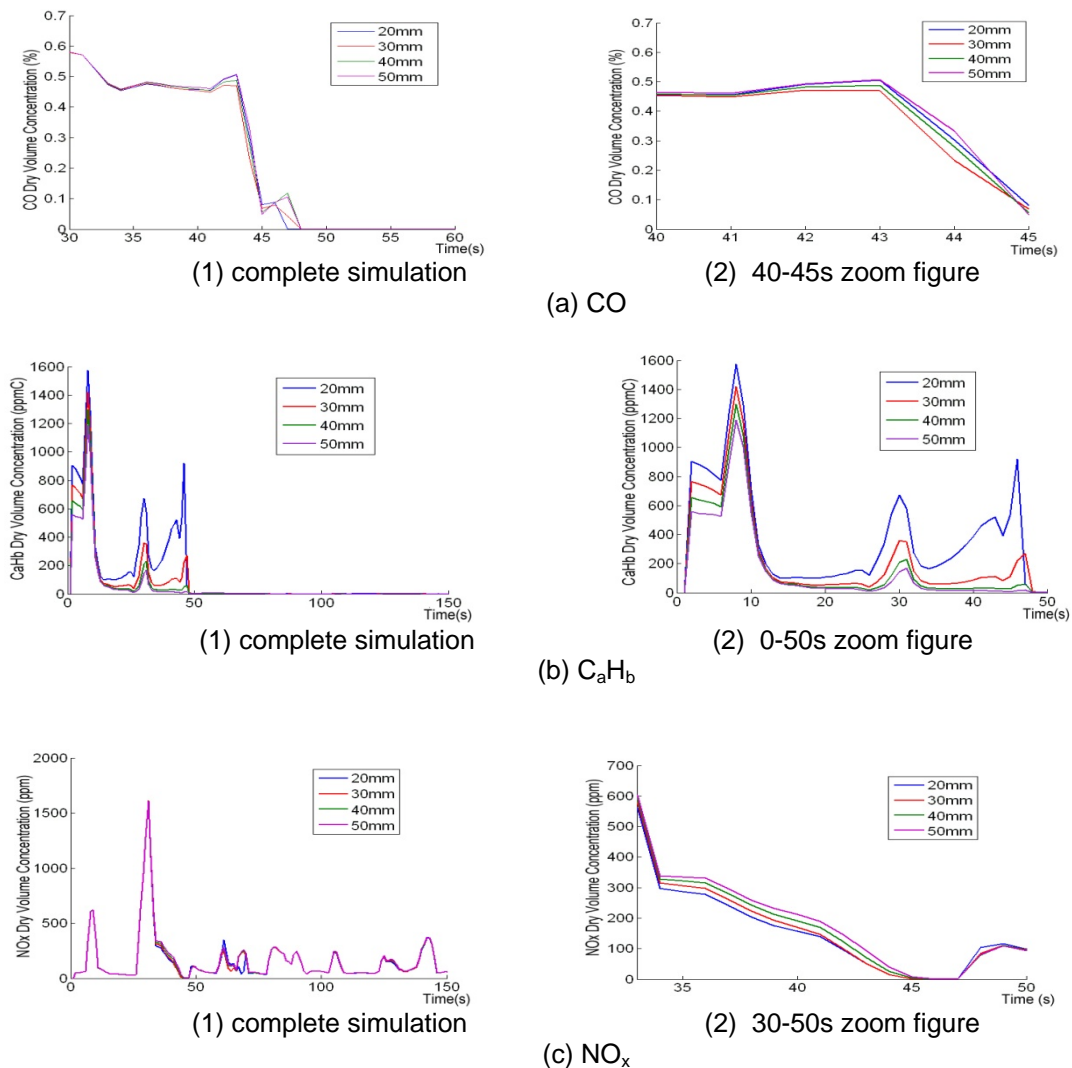 CO Dry Volume Concentration (%)
0.7
0.6
0.5
0.4
0.3
0.2
0.1
0
30 35 40 45 50 55 60
Time(s)
20mm
30mm
40mm
50mm
(1) complete simulation
CO Dry Volume Concentration (%)
0.7
0.6
0.5
0.4
0.3
0.2
0.1
0
40 41 42 43 44 45
Time(s)
20mm
30mm
40mm
50mm
(2) 40-45s zoom figure
(a) CO
CaHb Dry Volume Concentration (ppmC)
1600
1400
1200
1000
800
600
400
200
0
0 50 100 150
Time(s)
20mm
30mm
40mm
50mm
(1) complete simulation
CaHb Dry Volume Concentration (ppmC)
1600
1400
1200
1000
800
600
400
200
0
0 10 20 30 40 50
Time(s)
20mm
30mm
40mm
50mm
(2) 0-50s zoom figure
(b) CaHb
NOx Dry Volume Concentration (ppm)
2000
1500
1000
500
0
0 50 100 150
Time(s)
20mm
30mm
40mm
50mm
(1) complete simulation
NOx Dry Volume Concentration (ppm)
700
600
500
400
300
200
100
0
35 40 45 50
Time (s)
20mm
30mm
40mm
50mm
(2) 30-50s zoom figure
(c) NOx